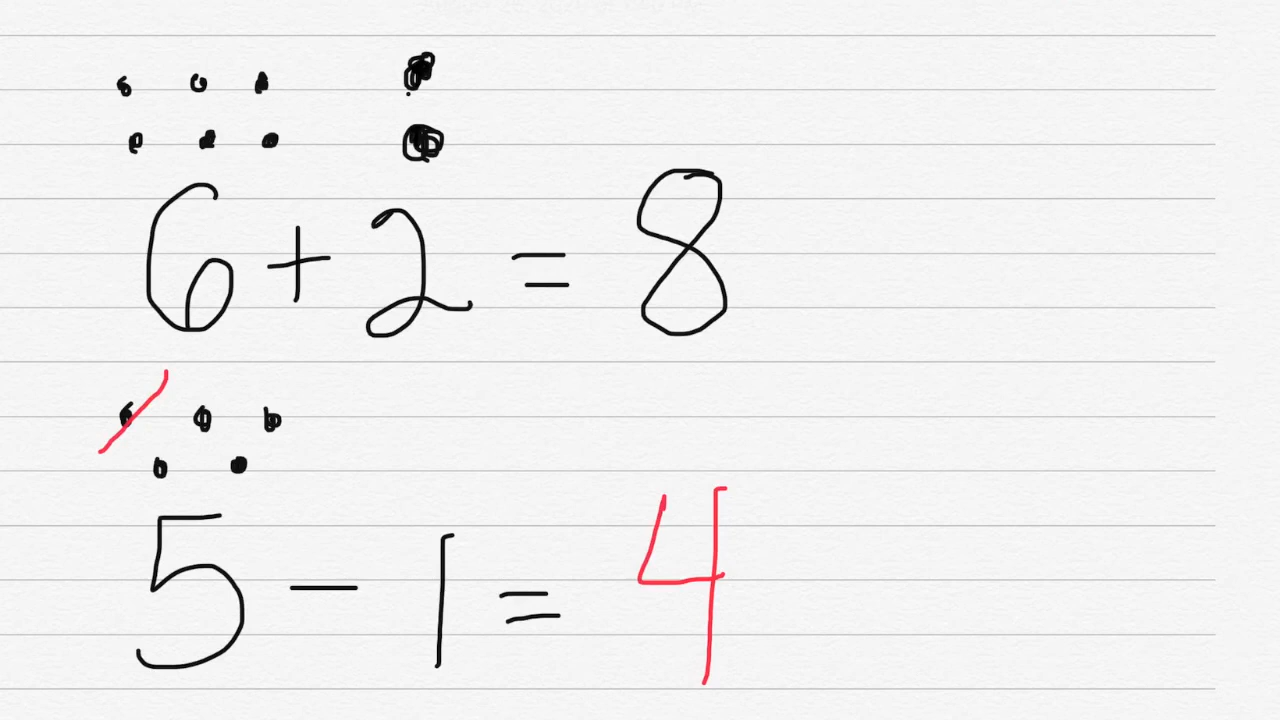 6 + 2 = 8
5 - 1 = 4